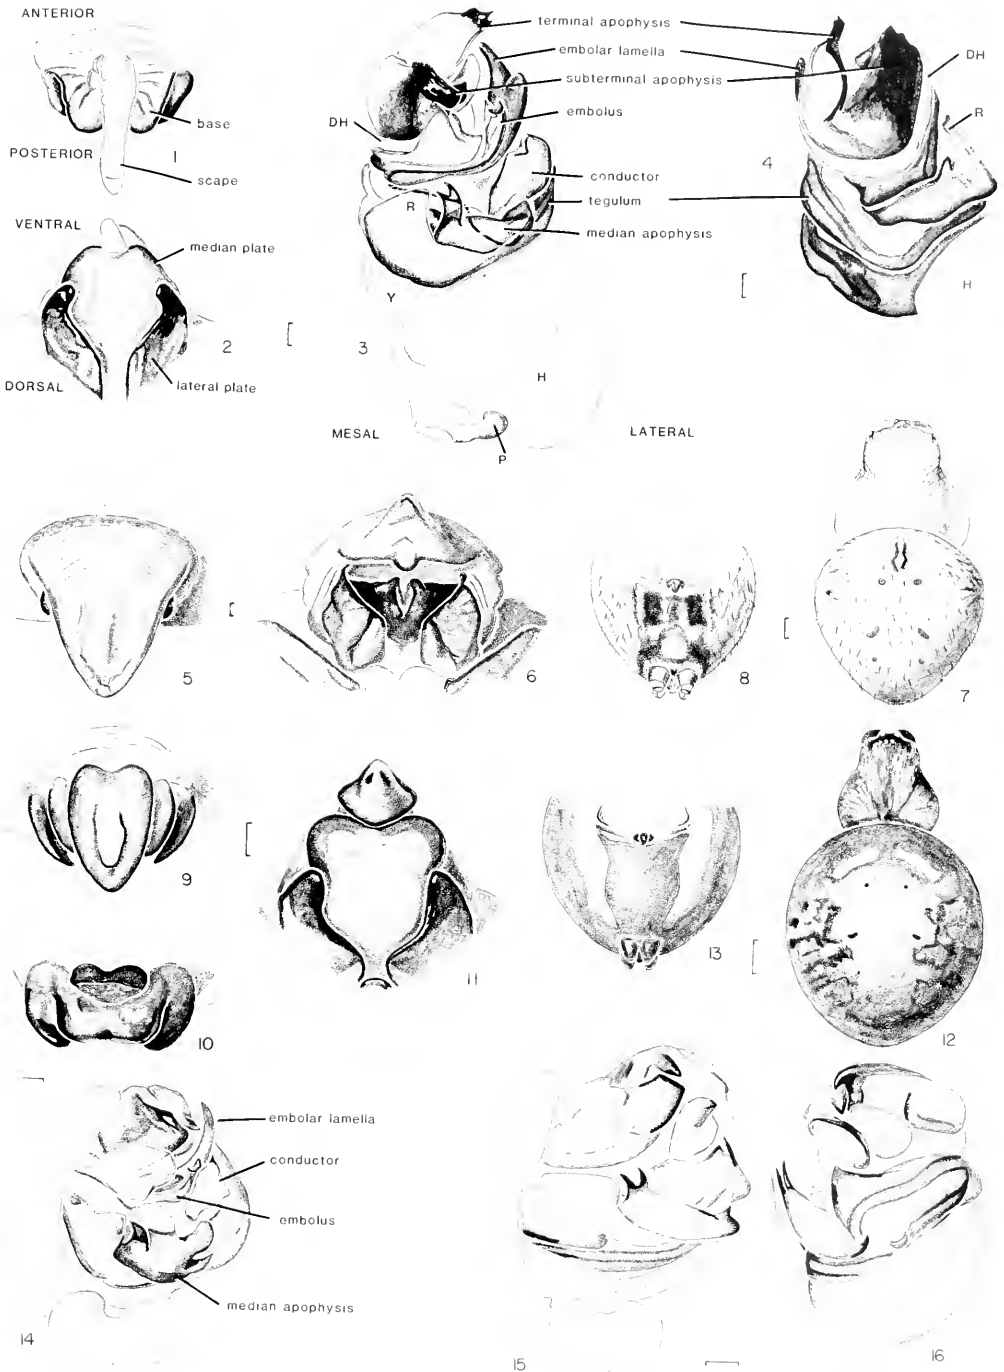 ANTERIOR
base
POSTERIOR
1
scape
VENTRAL
median plate
2
DORSAL
lateral plate
terminal apophysis
embolar lamella
subterminal apophysis
embolus
DH
conductor
tegulum
R
median apophysis
Y
3
H
P
MESAL
DH
R
4
H
LATERAL
5
6
8
7
9
11
13
12
10
embolar lamella
conductor
embolus
median apophysis
14
15
16